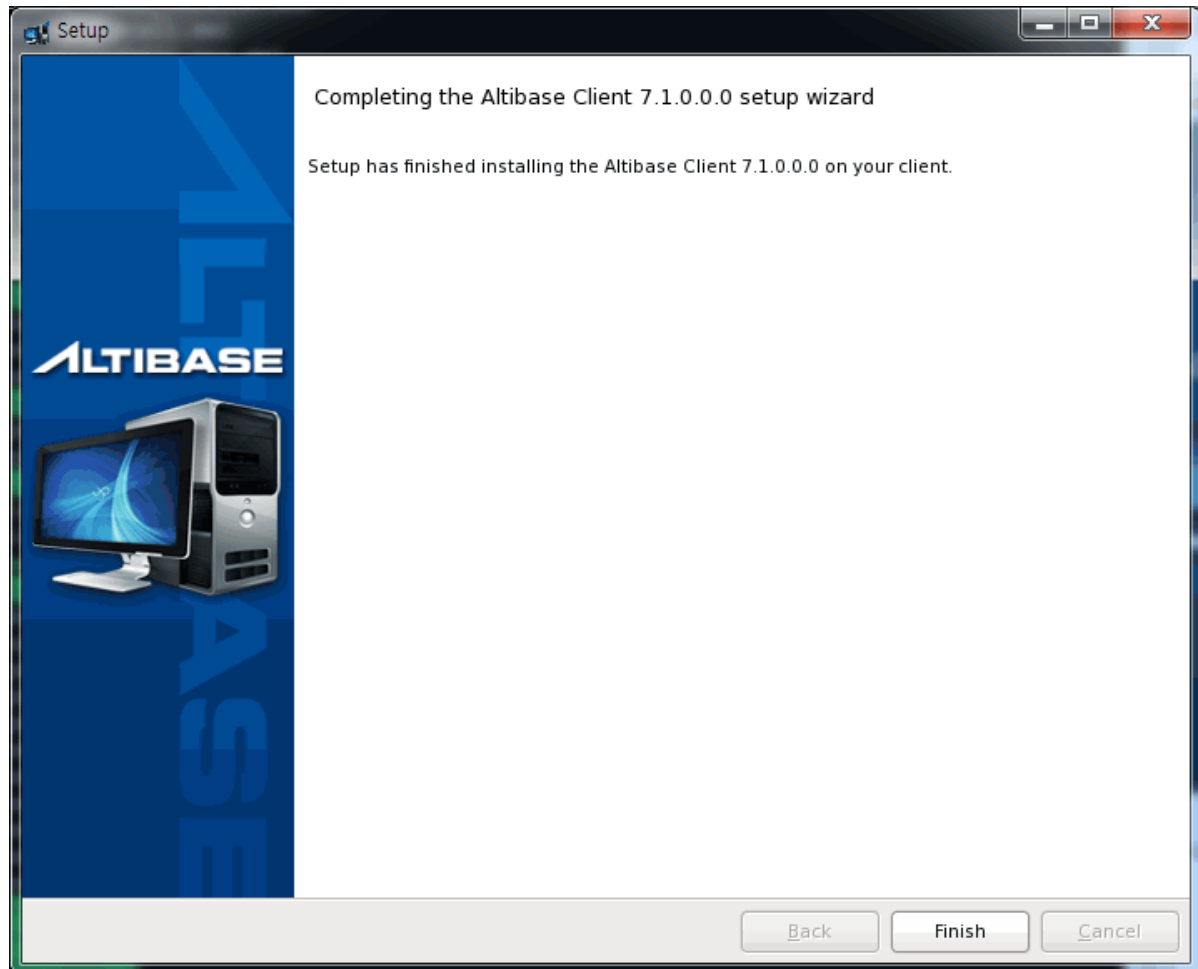 Setup
Completing the Altibase Client 7.1.0.0.0 setup wizard
Setup has finished installing the Altibase Client 7.1.0.0.0 on your client.
ALTIBASE
ALTIBASE
Back
Finish
Cancel